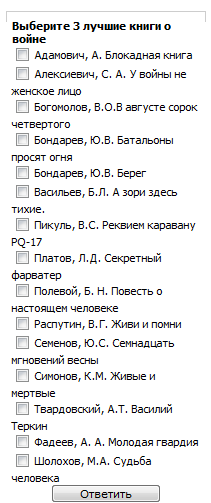 Выберите 3 лучшие книги о
войне
Адамович, А. Блокадная книга
Алексиевич, С. А. У войны не
женское лицо
Богомолов, В.О.В августе сорок
четвертого
Бондарев, Ю.В. Батальоны
просят огня
Бондарев, Ю.В. Берег
Васильев, Б.Л. А зори здесь
тихие.
Пикуль, В.С. Реквием каравану
PQ-17
Платов, Л.Д. Секретный
фарватер
Полевой, Б. Н. Повесть о
настоящем человеке
Распутин, В.Г. Живи и помни
Семенов, Ю.С. Семнадцать
мгновений весны
Симонов, К.М. Живые и
мертвые
Твардовский, А.Т. Василий
Теркин
Фадеев, А. А. Молодая гвардия
Шолохов, М.А. Судьба
человека
Ответить